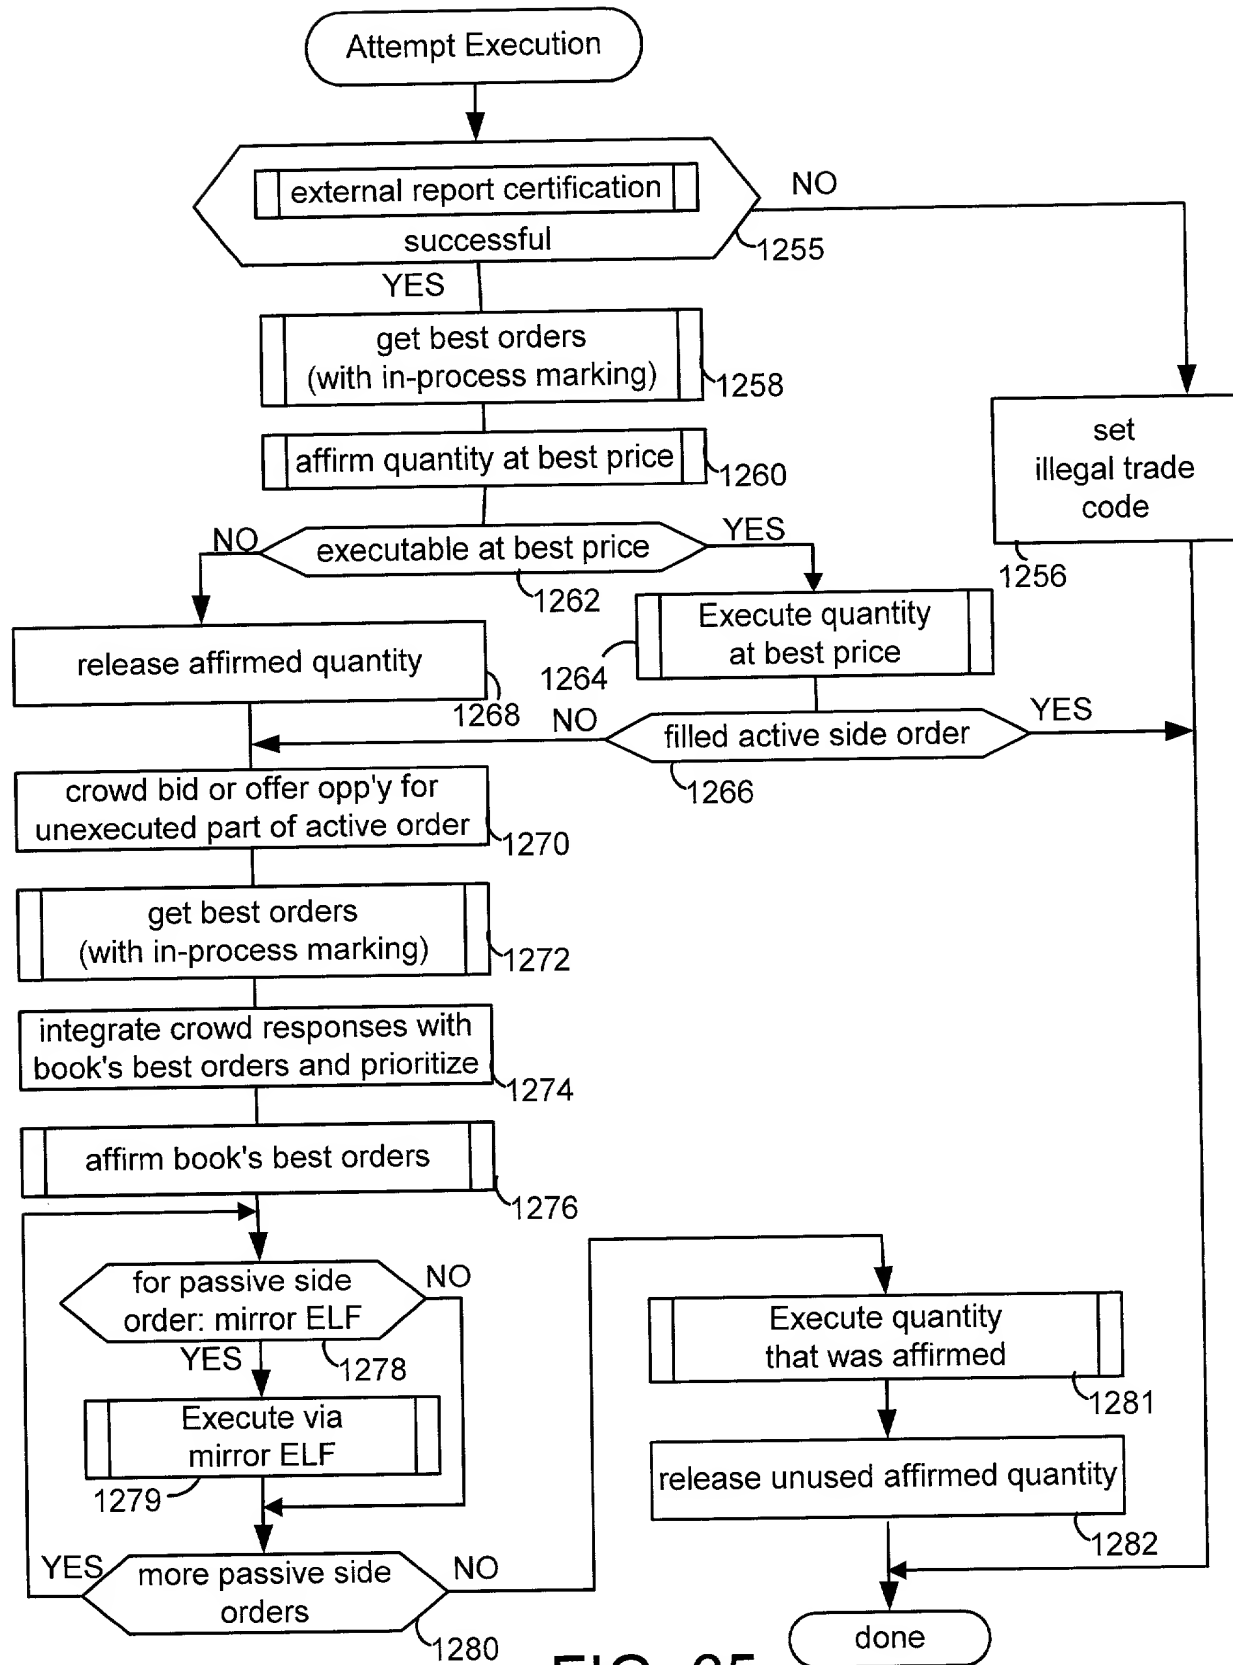 Attempt Execution
external report certification
successful
NO
1255
YES
get best orders
(with in-process marking)
1258
affirm quantity at best price
1260
set
illegal trade
code
1256
NO
executable at best price
YES
1262
Execute quantity
at best price
1264
release affirmed quantity
1268
NO
filled active side order
YES
1266
crowd bid or offer opp'y for
unexecuted part of active order
1270
get best orders
(with in-process marking)
1272
integrate crowd responses with
book's best orders and prioritize
1274
affirm book's best orders
1276
for passive side
order: mirror ELF
NO
YES
1278
Execute via
mirror ELF
1279
YES
more passive side
orders
NO
1280
Execute quantity
that was affirmed
1281
release unused affirmed quantity
1282
done